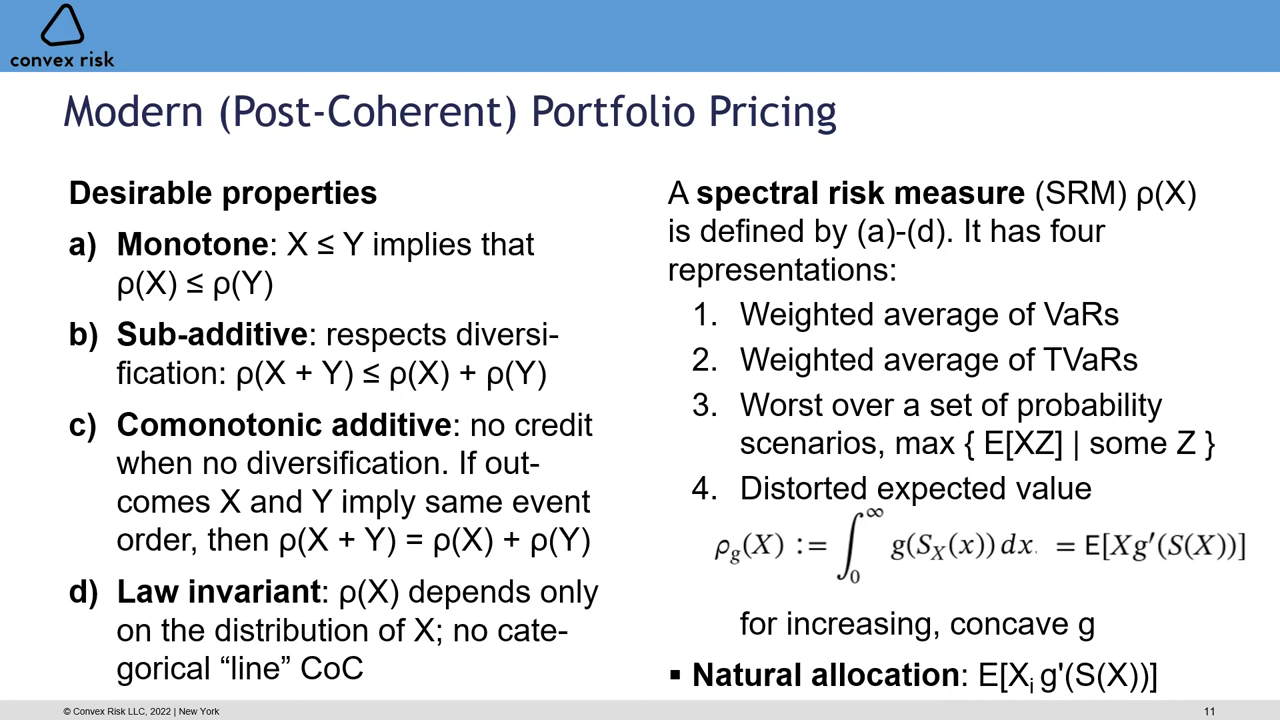 convex risk
Modern (Post-Coherent) Portfolio Pricing
Desirable properties
a) Monotone: X ≤ Y implies that
ρ(X) ≤ ρ(Y)
b) Sub-additive: respects diversi-
fication: ρ(X + Y) ≤ ρ(X) + ρ(Y)
c) Comonotonic additive: no credit
when no diversification. If out-
comes X and Y imply same event
order, then ρ(X + Y) = ρ(X) + ρ(Y)
d) Law invariant: ρ(X) depends only
on the distribution of X; no cate-
gorical “line” CoC
A spectral risk measure (SRM) ρ(X)
is defined by (a)-(d). It has four
representations:
1. Weighted average of VaRs
2. Weighted average of TVaRs
3. Worst over a set of probability
scenarios, max { E[XZ] | some Z }
4. Distorted expected value
ρ_g(X) := ∫_0^∞ g(S_X(x)) dx = E[Xg′(S(X))]
for increasing, concave g
▪ Natural allocation: E[X_i g'(S(X))]
© Convex Risk LLC, 2022 | New York
11